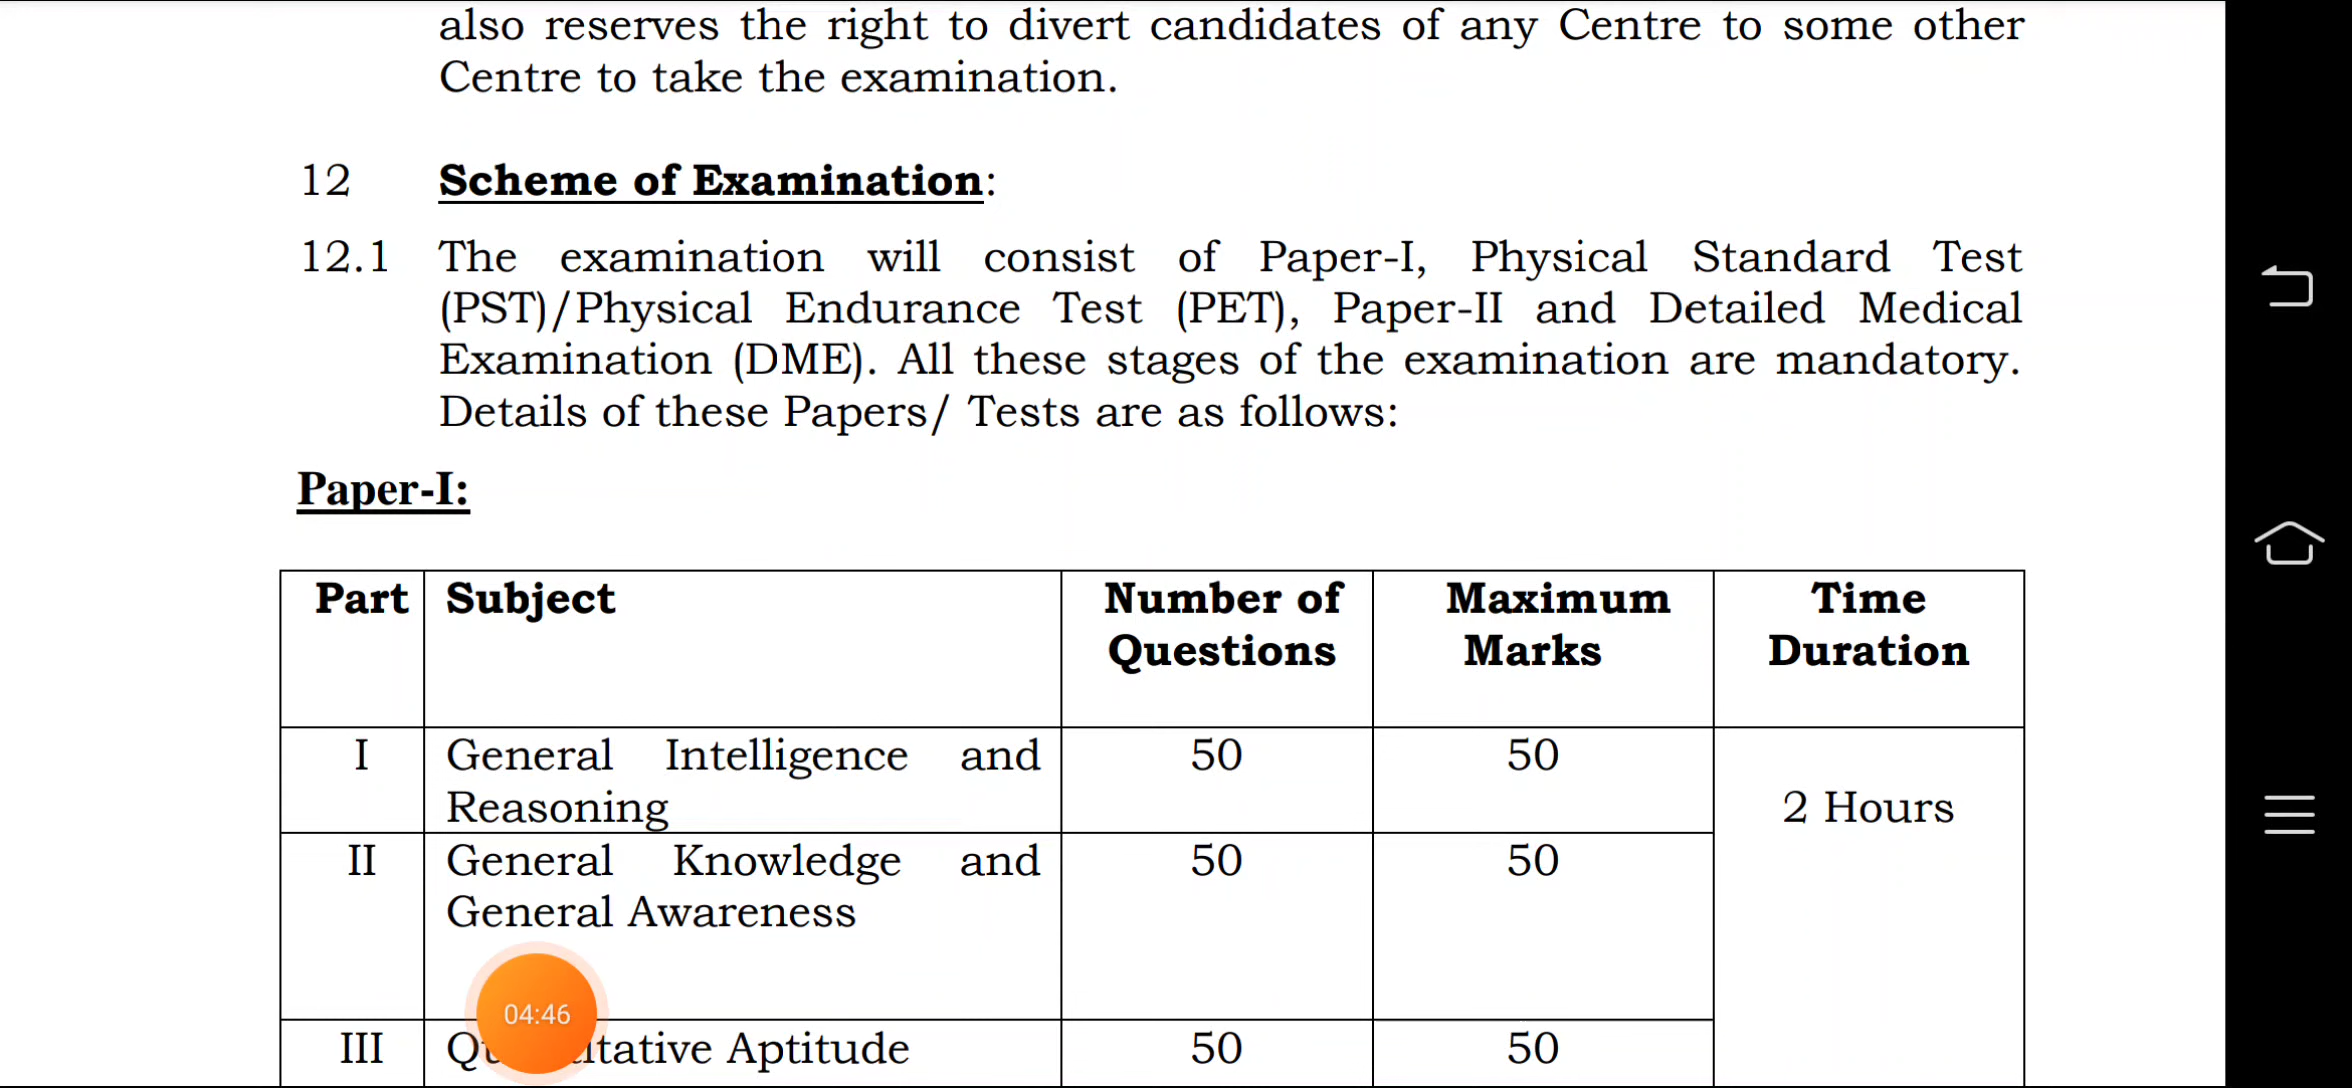 also reserves the right to divert candidates of any Centre to some other
Centre to take the examination.
12 Scheme of Examination:
12.1 The examination will consist of Paper-I, Physical Standard Test
(PST)/Physical Endurance Test (PET), Paper-II and Detailed Medical
Examination (DME). All these stages of the examination are mandatory.
Details of these Papers/ Tests are as follows:
Paper-I:
Part Subject Number of Questions Maximum Marks Time Duration
I General Intelligence and Reasoning 50 50 2 Hours
II General Knowledge and General Awareness 50 50
04:46
III Aptitude 50 50